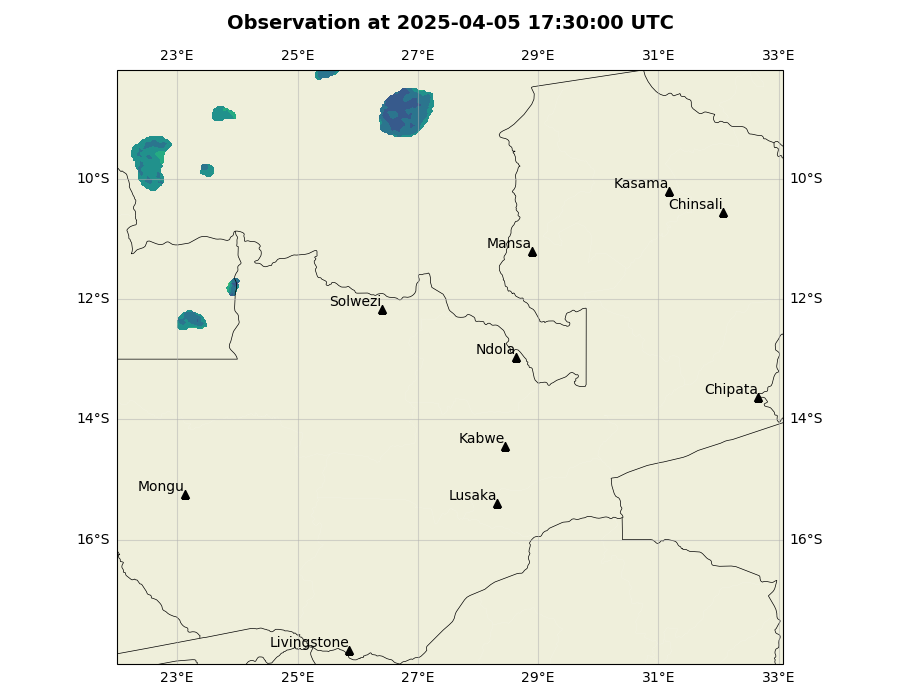 Observation at 2025-04-05 17:30:00 UTC
23°E 25°E 27°E 29°E 31°E 33°E
10°S 10°S
Kasama
Chinsali
Mansa
12°S 12°S
Solwezi
Ndola
Chipata
14°S 14°S
Kabwe
Mongu
Lusaka
16°S 16°S
Livingstone
23°E 25°E 27°E 29°E 31°E 33°E